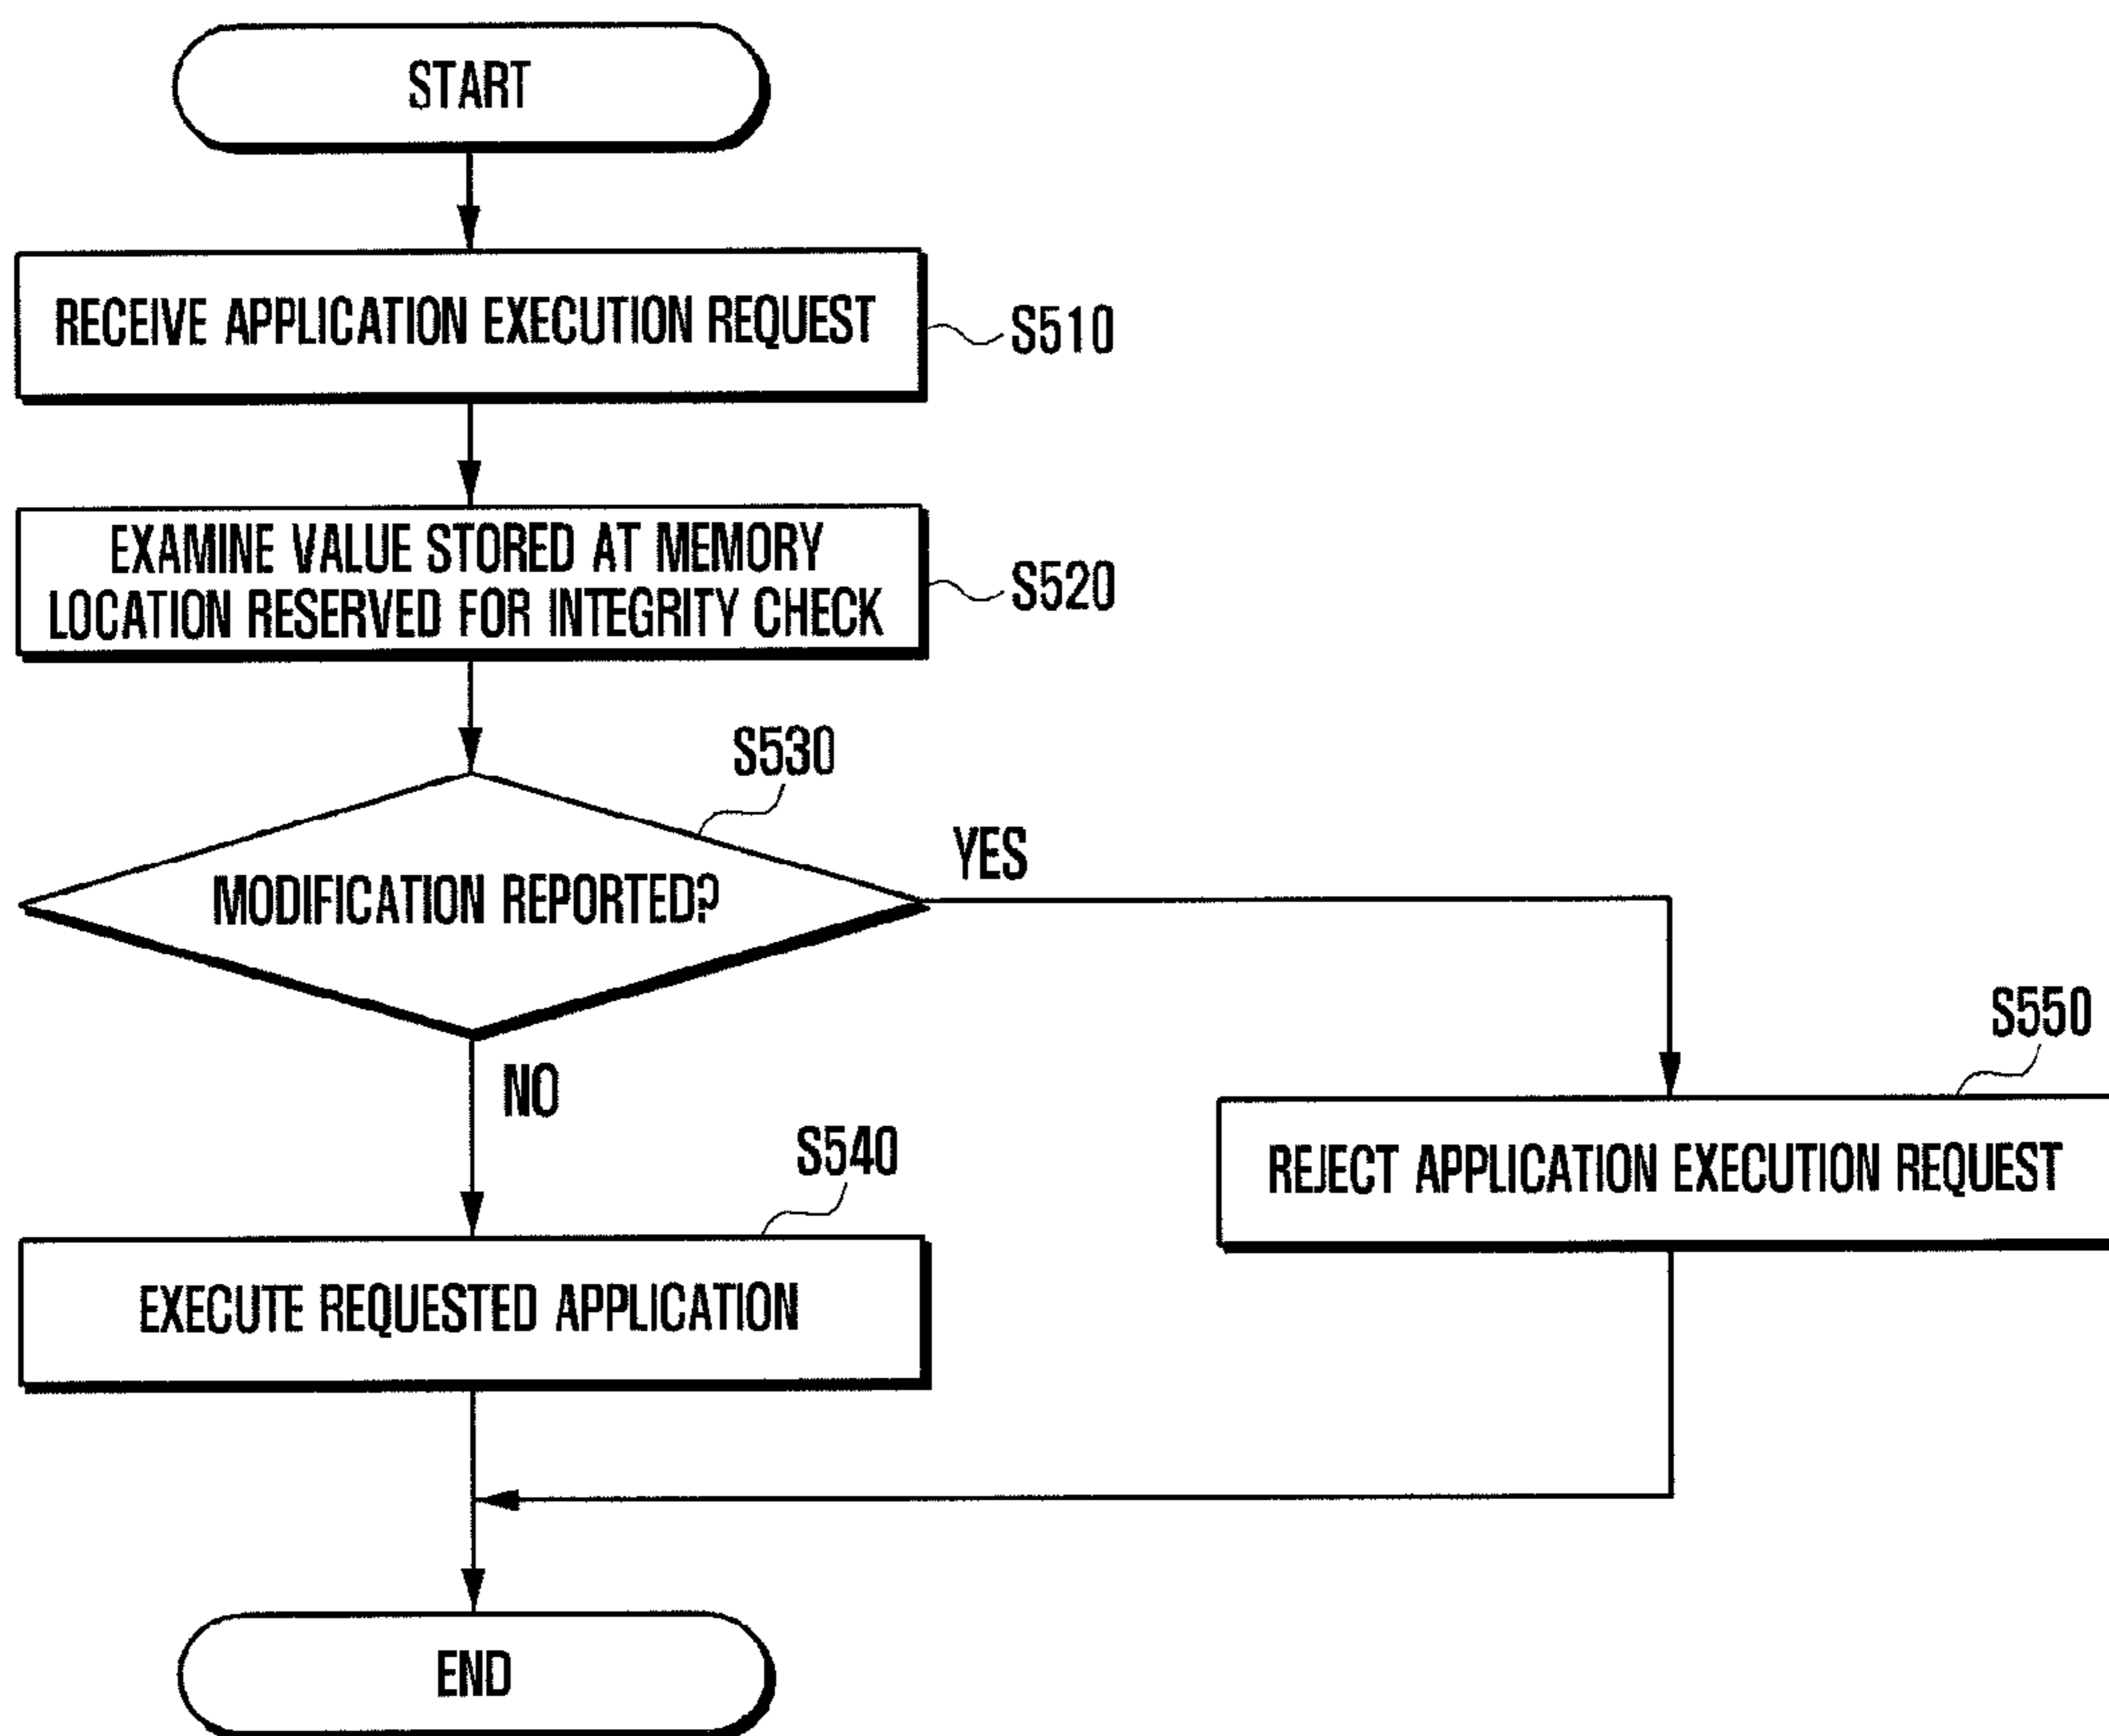 START
RECEIVE APPLICATION EXECUTION REQUEST
S510
EXAMINE VALUE STORED AT MEMORY
LOCATION RESERVED FOR INTEGRITY CHECK
S520
S530
MODIFICATION REPORTED?
YES
NO
S540
EXECUTE REQUESTED APPLICATION
S550
REJECT APPLICATION EXECUTION REQUEST
END